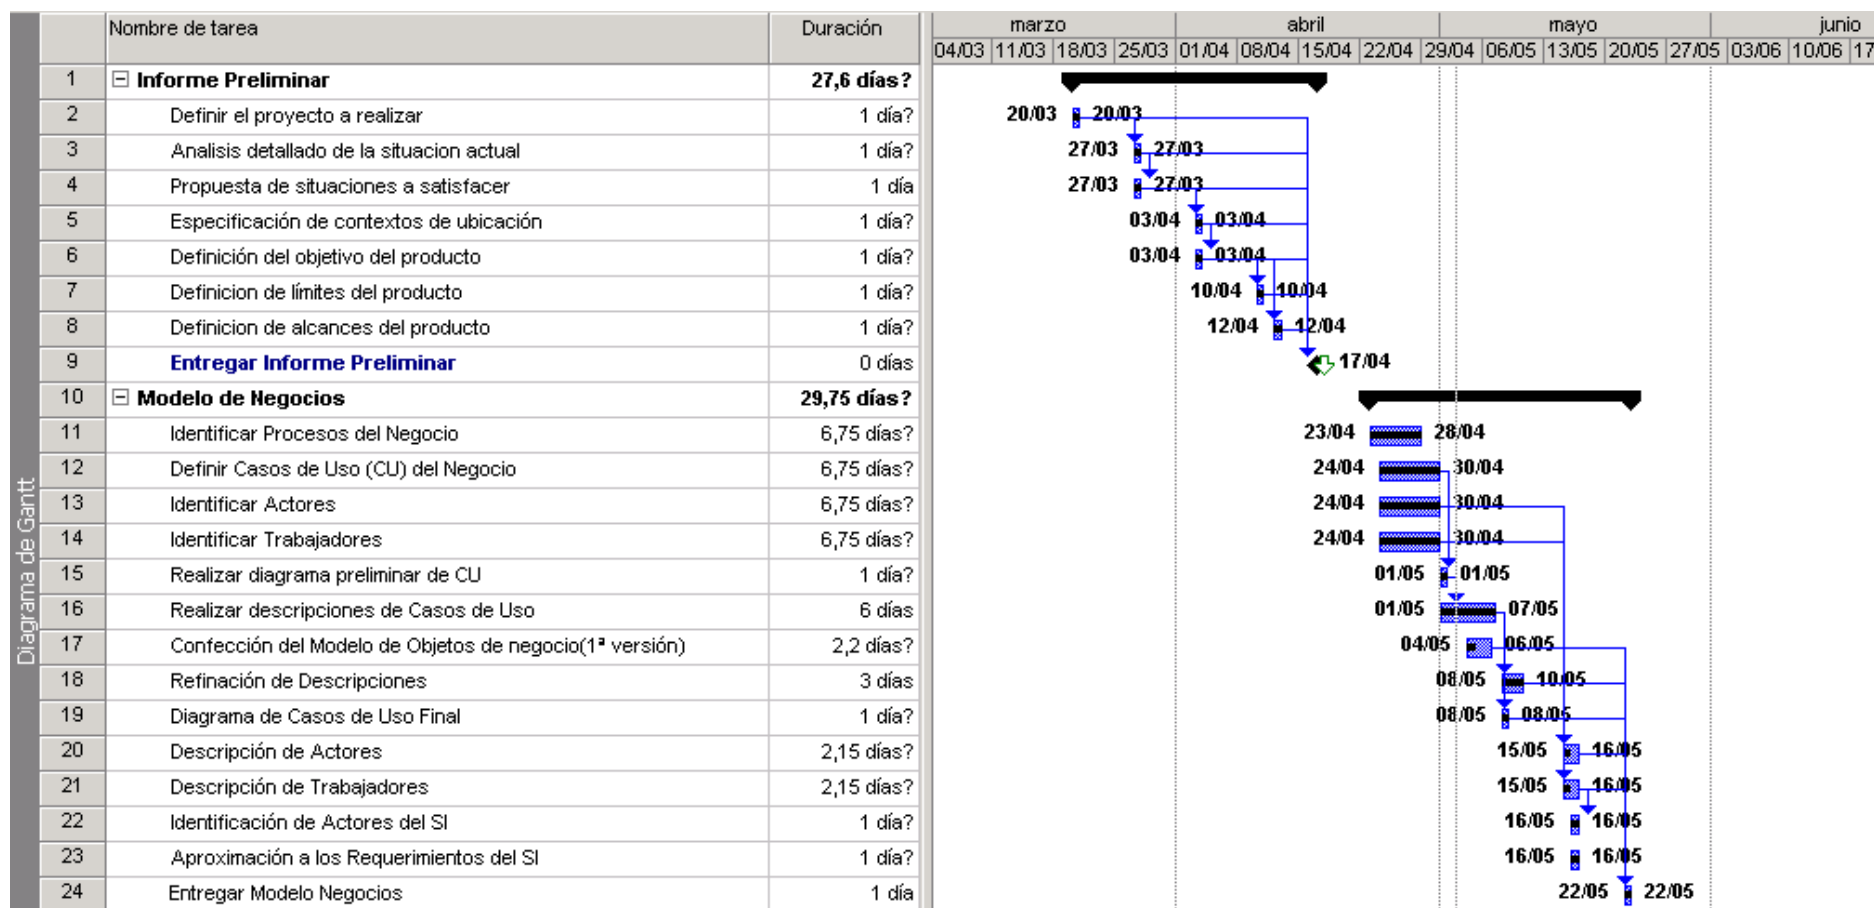 Nombre de tarea Duración marzo abril mayo junio
04/03 11/03 18/03 25/03 01/04 08/04 15/04 22/04 29/04 06/05 13/05 20/05 27/05 03/06 10/06 17
1 Informe Preliminar 27,6 días?
2 Definir el proyecto a realizar 1 día? 20/03 20/03
3 Analisis detallado de la situacion actual 1 día? 27/03 27/03
4 Propuesta de situaciones a satisfacer 1 día 27/03 27/03
5 Especificación de contextos de ubicación 1 día? 03/04 03/04
6 Definición del objetivo del producto 1 día? 03/04 03/04
7 Definicion de límites del producto 1 día? 10/04 10/04
8 Definicion de alcances del producto 1 día? 12/04 12/04
9 Entregar Informe Preliminar 0 días 17/04
10 Modelo de Negocios 29,75 días?
11 Identificar Procesos del Negocio 6,75 días? 23/04 28/04
12 Definir Casos de Uso (CU) del Negocio 6,75 días? 24/04 30/04
13 Identificar Actores 6,75 días? 24/04 30/04
14 Identificar Trabajadores 6,75 días? 24/04 30/04
15 Realizar diagrama preliminar de CU 1 día? 01/05 01/05
16 Realizar descripciones de Casos de Uso 6 días 01/05 07/05
17 Confección del Modelo de Objetos de negocio(1ª versión) 2,2 días? 04/05 06/05
18 Refinación de Descripciones 3 días 08/05 10/05
19 Diagrama de Casos de Uso Final 1 día? 08/05 08/05
20 Descripción de Actores 2,15 días? 15/05 16/05
21 Descripción de Trabajadores 2,15 días? 15/05 16/05
22 Identificación de Actores del SI 1 día? 16/05 16/05
23 Aproximación a los Requerimientos del SI 1 día? 16/05 16/05
24 Entregar Modelo Negocios 1 día 22/05 22/05
Diagrama de Gantt